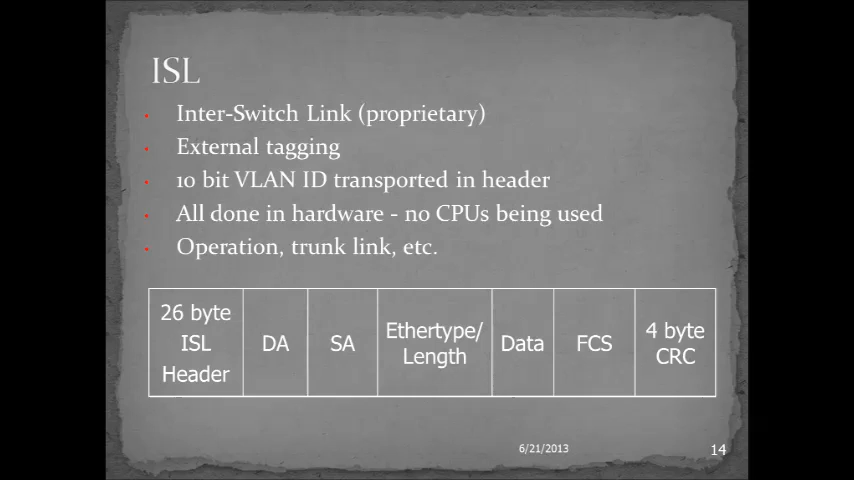 ISL
Inter-Switch Link (proprietary)
External tagging
10 bit VLAN ID transported in header
All done in hardware - no CPUs being used
Operation, trunk link, etc.
26 byte
ISL
Header
DA
SA
Ethertype/
Length
Data
FCS
4 byte
CRC
6/21/2013
14